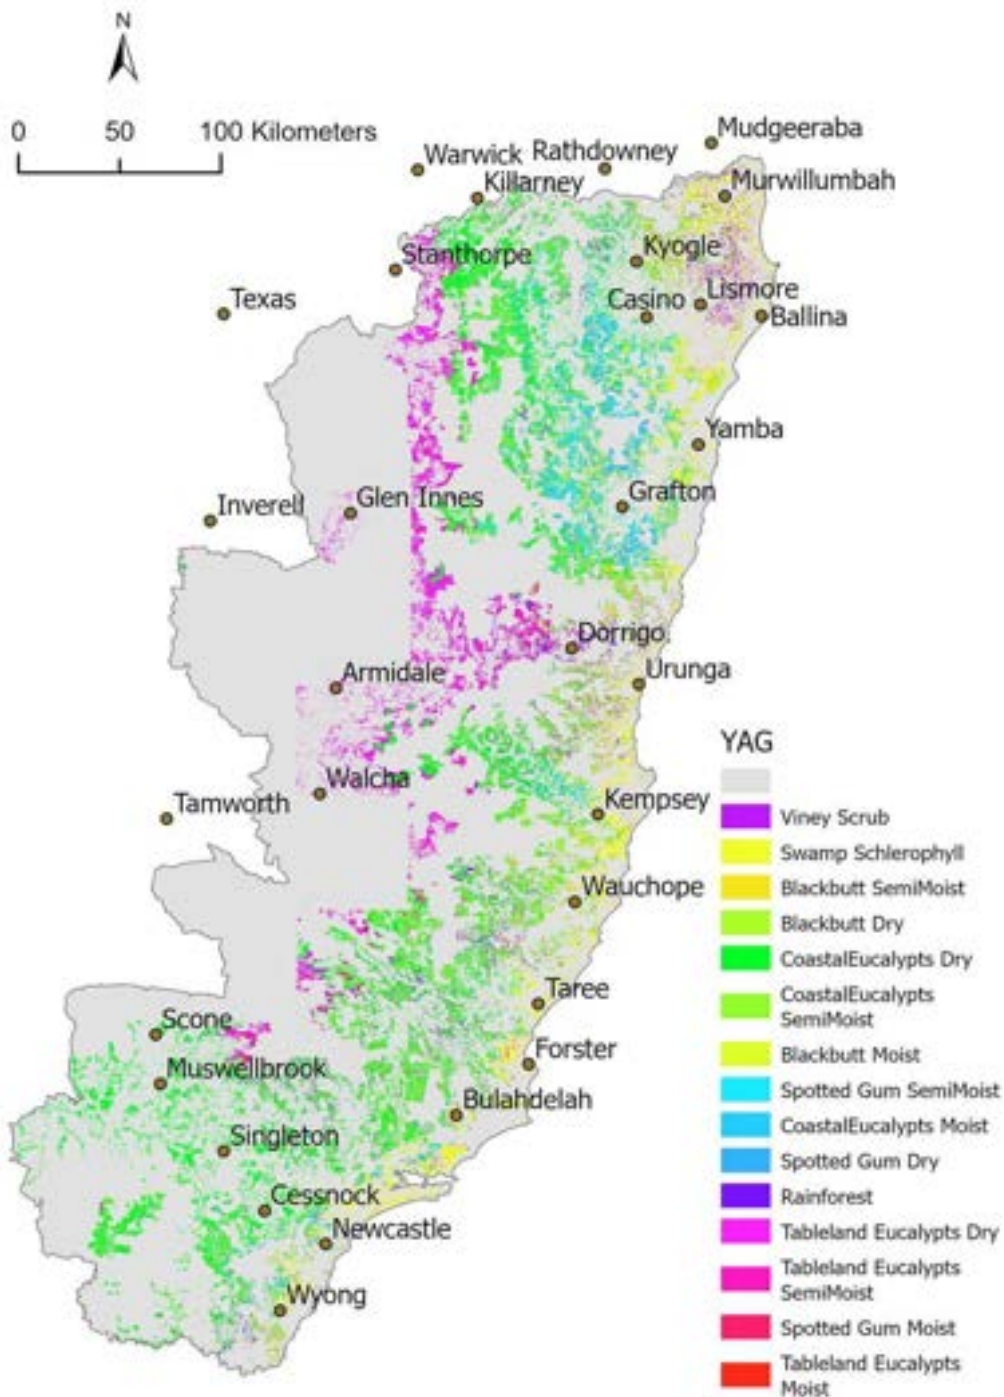 N
0 50 100 Kilometers
Mudgeeraba
Warwick Rathdowney
Killarney
Murwillumbah
Stanthorpe
Kyogle
Texas
Casino Lismore
Ballina
Yamba
Inverell
Glen Innes
Grafton
Dorrigo
Armidale
Urunga
Walcha
Tamworth
Kempsey
Wauchope
Taree
Scone
Forster
Muswellbrook
Bulahdelah
Singleton
Cessnock
Newcastle
Wyong
YAG
Viney Scrub
Swamp Schlerophyll
Blackbutt SemiMoist
Blackbutt Dry
CoastalEucalypts Dry
CoastalEucalypts
SemiMoist
Blackbutt Moist
Spotted Gum SemiMoist
CoastalEucalypts Moist
Spotted Gum Dry
Rainforest
Tableland Eucalypts Dry
Tableland Eucalypts
SemiMoist
Spotted Gum Moist
Tableland Eucalypts
Moist